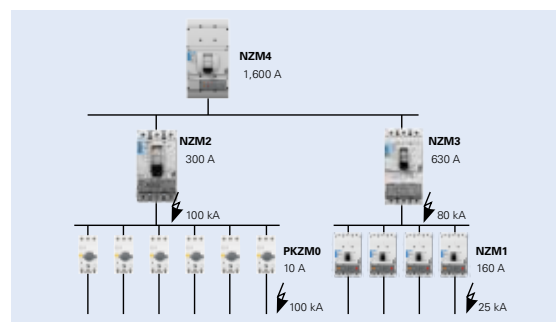 NZM4
1,600 A
NZM2
300 A
NZM3
630 A
100 kA
80 kA
PKZM0
10 A
NZM1
160 A
100 kA
25 kA